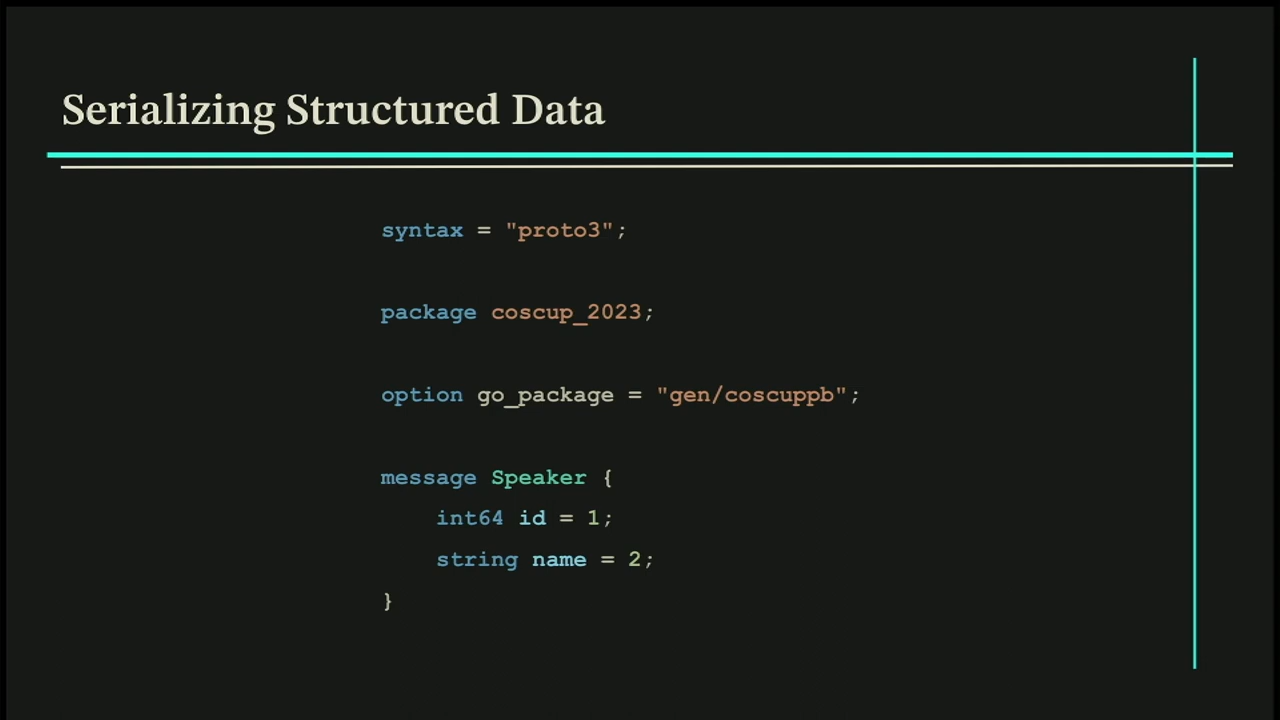 Serializing Structured Data
syntax = "proto3";
package coscup_2023;
option go_package = "gen/coscuppb";
message Speaker {
    int64 id = 1;
    string name = 2;
}